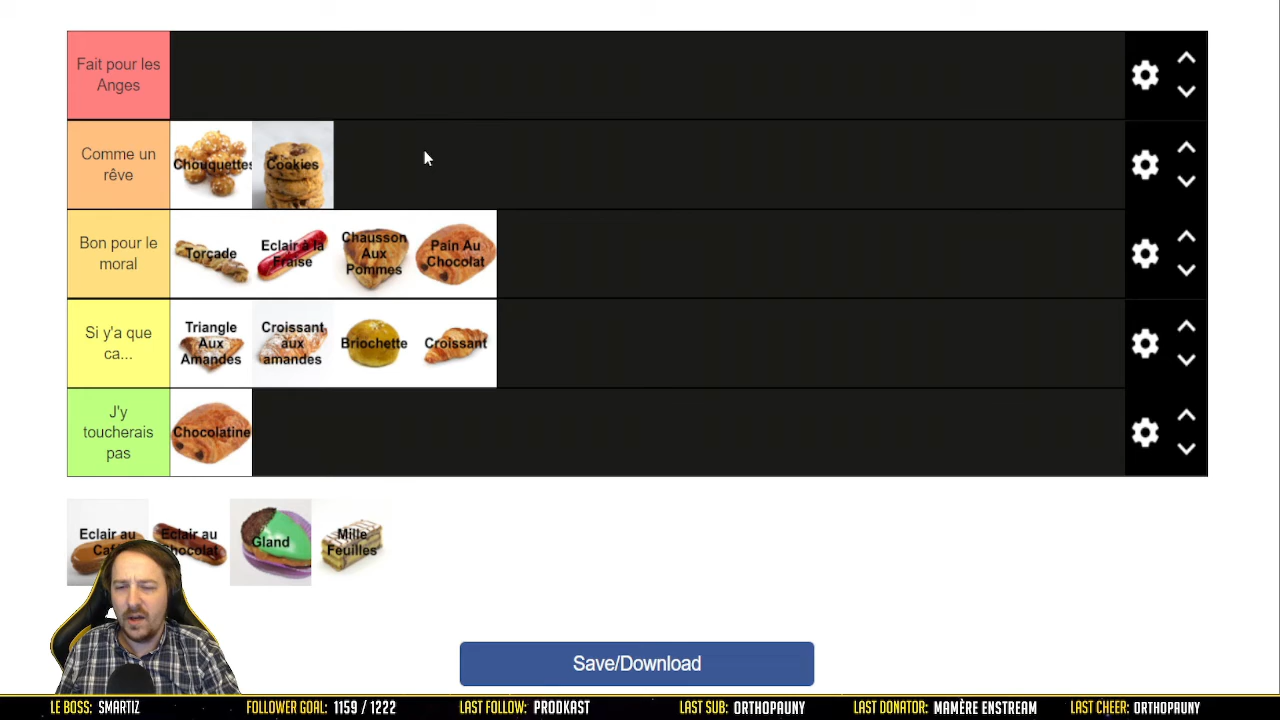 Fait pour les
Anges
Comme un
rêve
Chouquettes
Cookies
Bon pour le
moral
Torçade
Eclair à la
Fraise
Chausson
Aux
Pommes
Pain Au
Chocolat
Si y'a que
ca...
Triangle
Aux
Amandes
Croissant
aux
amandes
Briochette
Croissant
J'y
toucherais
pas
Chocolatine
Eclair au
Café
Eclair au
Chocolat
Gland
Mille
Feuilles
Save/Download
LE BOSS: SMARTIZ
FOLLOWER GOAL: 1159 / 1222
LAST FOLLOW: PRODKAST
LAST SUB: ORTHOPAUNY
LAST DONATOR: MAMÈRE ENSTREAM
LAST CHEER: ORTHOPAUNY